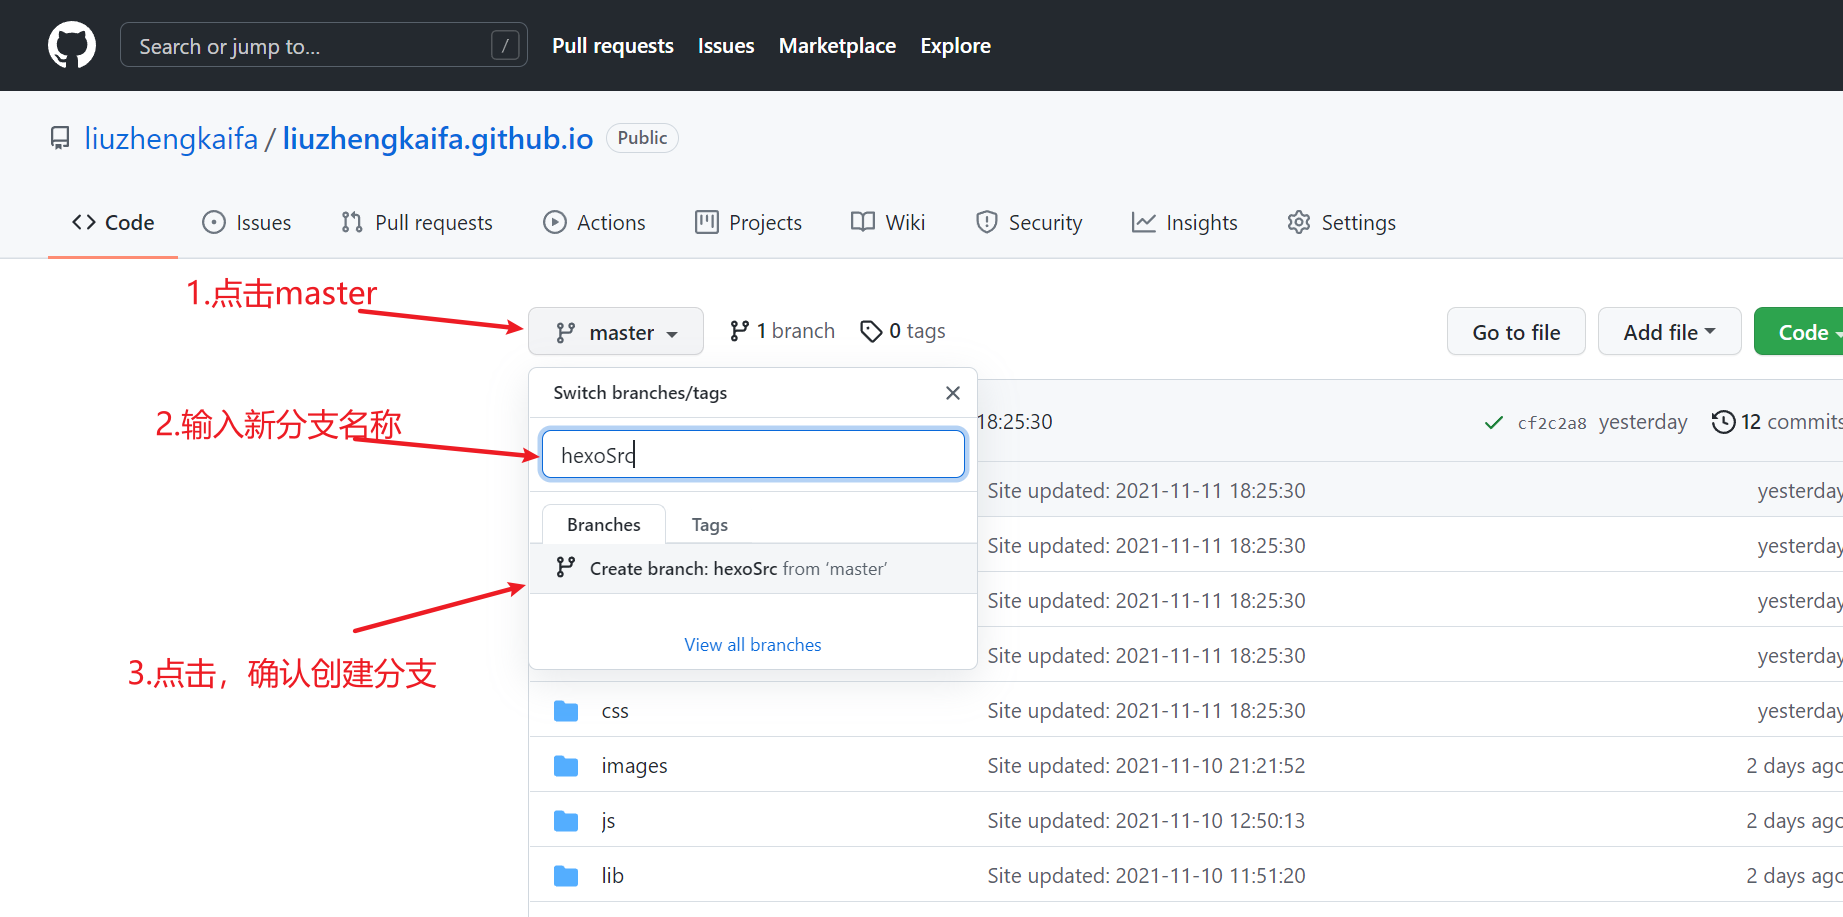 Search or jump to... /
Pull requests Issues Marketplace Explore
liuzhengkaifa / liuzhengkaifa.github.io Public
Code Issues Pull requests Actions Projects Wiki Security Insights Settings
1.点击master
master 1 branch 0 tags Go to file Add file Code
Switch branches/tags
2.输入新分支名称
18:25:30 cf2c2a8 yesterday 12 commits
hexoSrc
Site updated: 2021-11-11 18:25:30 yesterday
Branches Tags
Site updated: 2021-11-11 18:25:30 yesterday
Create branch: hexoSrc from ‘master’
Site updated: 2021-11-11 18:25:30 yesterday
View all branches
Site updated: 2021-11-11 18:25:30 yesterday
3.点击，确认创建分支
css Site updated: 2021-11-11 18:25:30 yesterday
images Site updated: 2021-11-10 21:21:52 2 days ago
js Site updated: 2021-11-10 12:50:13 2 days ago
lib Site updated: 2021-11-10 11:51:20 2 days ago